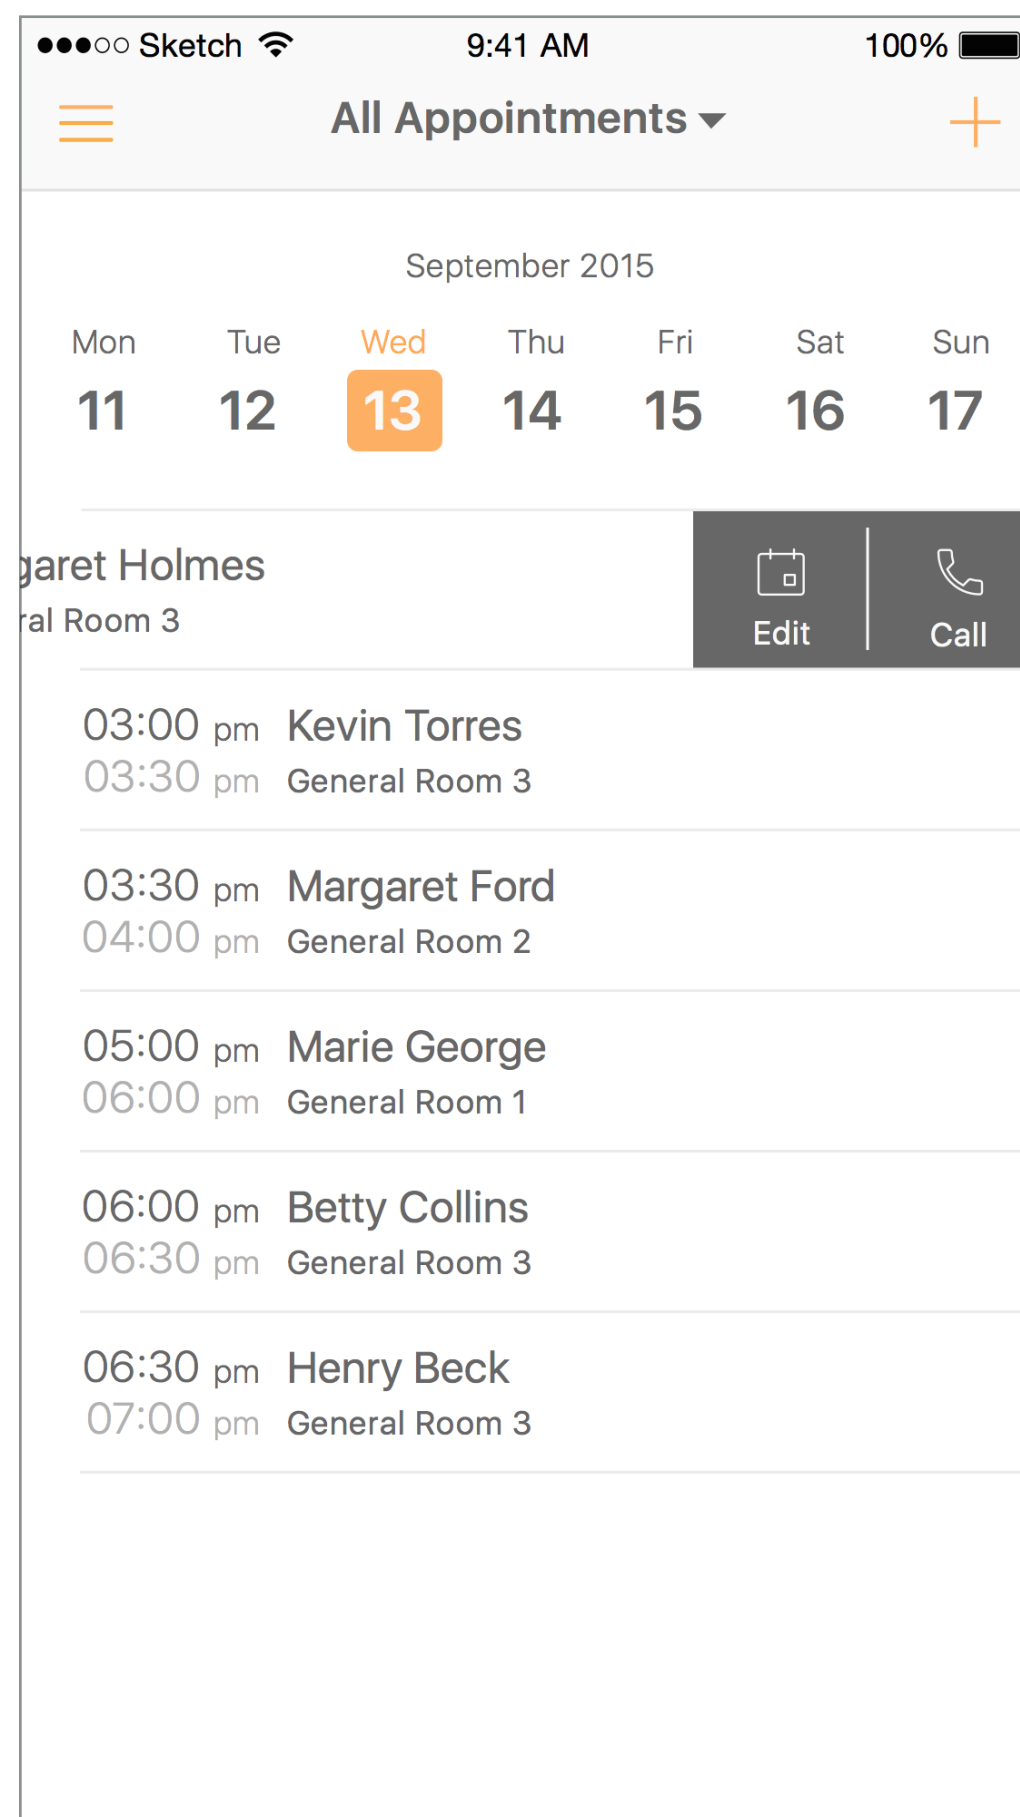 Sketch 9:41 AM 100%
All Appointments
September 2015
Mon Tue Wed Thu Fri Sat Sun
11 12 13 14 15 16 17
garet Holmes
ral Room 3
Edit Call
03:00 pm Kevin Torres
03:30 pm General Room 3
03:30 pm Margaret Ford
04:00 pm General Room 2
05:00 pm Marie George
06:00 pm General Room 1
06:00 pm Betty Collins
06:30 pm General Room 3
06:30 pm Henry Beck
07:00 pm General Room 3